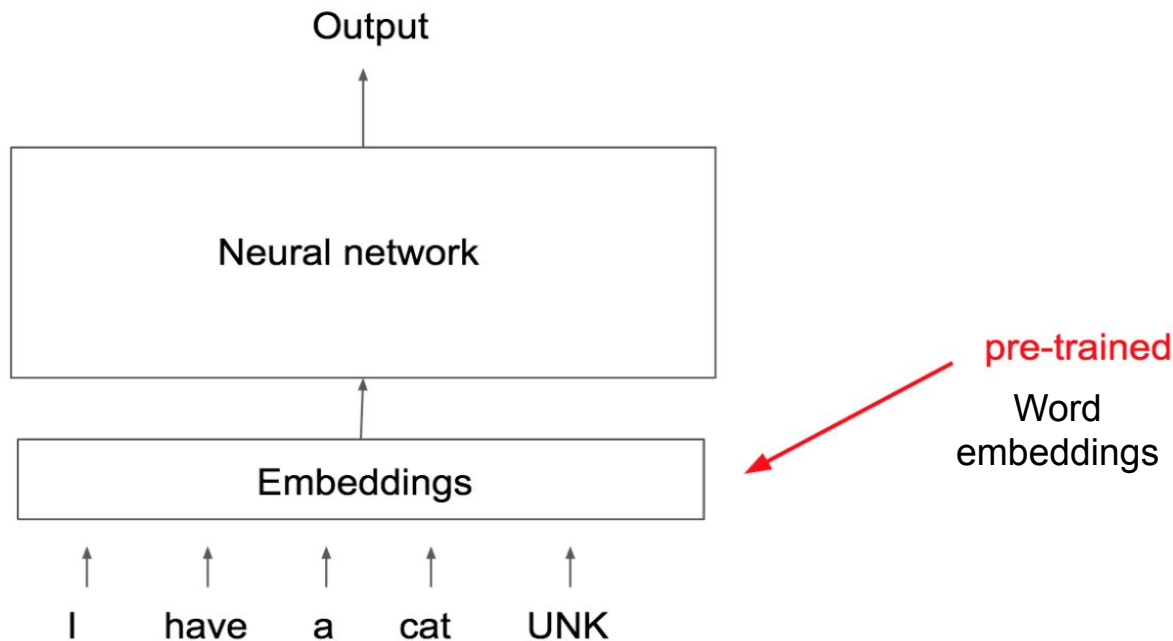 Output
Neural network
pre-trained
Word
embeddings
Embeddings
I have a cat UNK